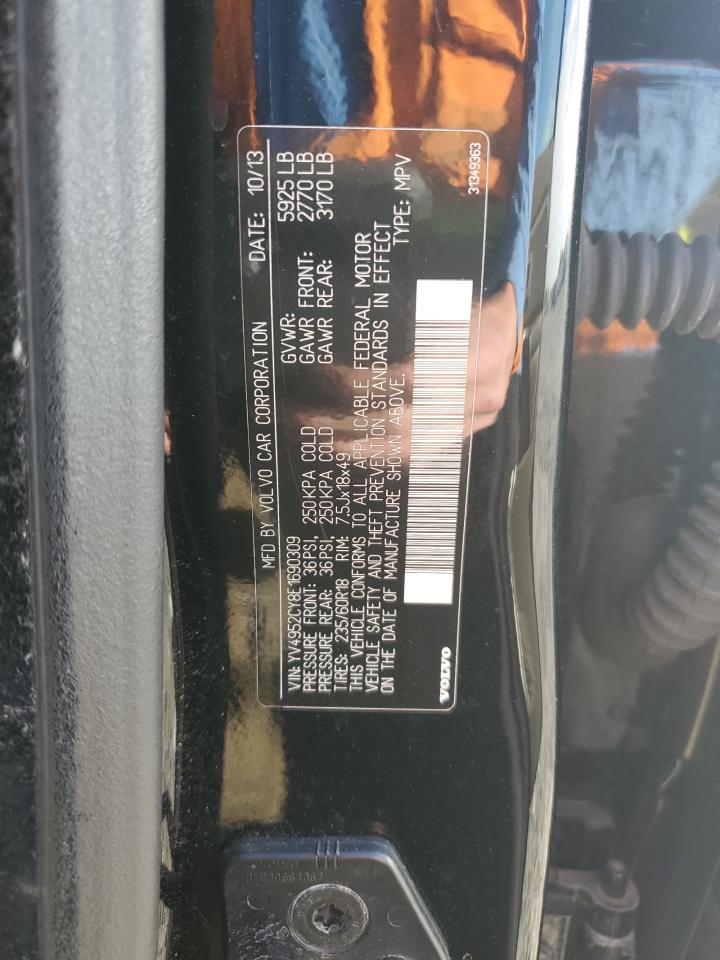 MFD BY VOLVO CAR CORPORATION DATE: 10/13
VIN: YV4952CY8E1690309 GVWR: 5925 LB
PRESSURE FRONT: 36PSI, 250KPA COLD GAWR FRONT: 2770 LB
PRESSURE REAR: 36PSI, 250KPA COLD GAWR REAR: 3170 LB
TIRES: 235/60R18 RIM: 7.5Jx18x49
THIS VEHICLE CONFORMS TO ALL APPLICABLE FEDERAL MOTOR
VEHICLE SAFETY AND THEFT PREVENTION STANDARDS IN EFFECT
ON THE DATE OF MANUFACTURE SHOWN ABOVE. TYPE: MPV
VOLVO 31349363
VOLVO